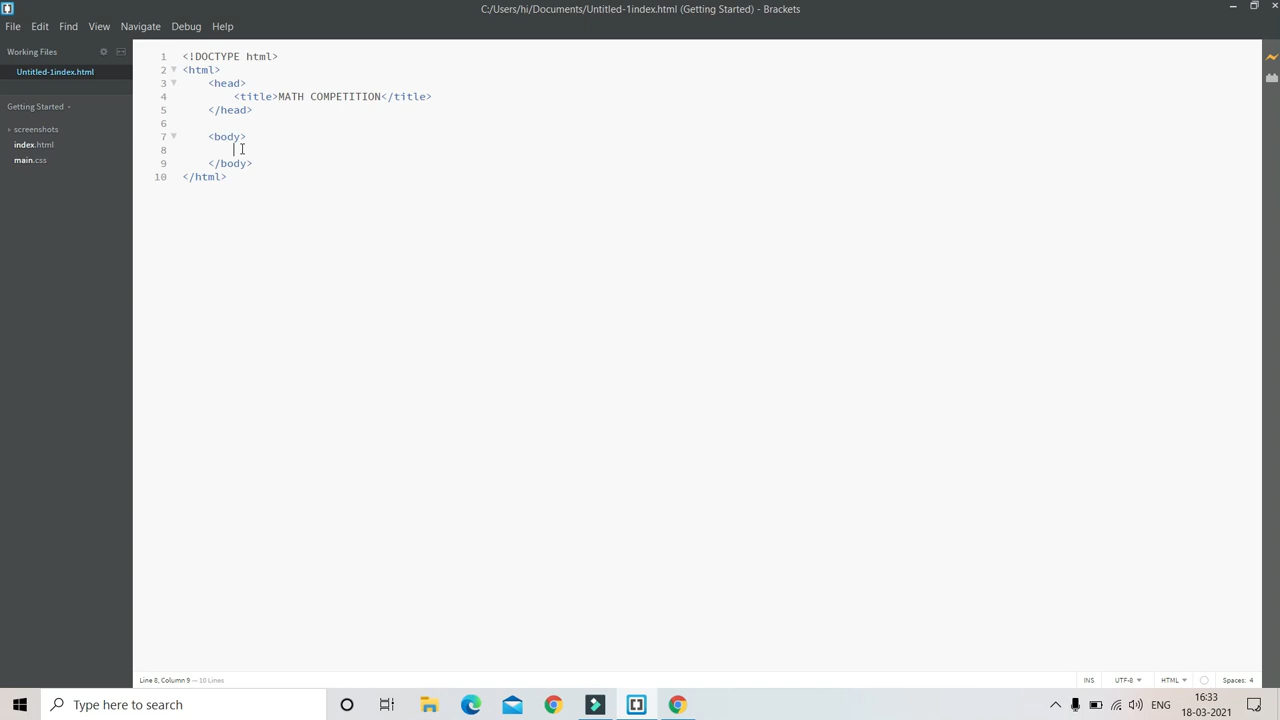 C:/Users/hi/Documents/Untitled-1index.html (Getting Started) - Brackets
File Edit Find View Navigate Debug Help
Working Files
Untitled-1index.html
Getting Started
screenshots
index.html
main.css
1 <!DOCTYPE html>
2 <html>
3 <head>
4 <title>MATH COMPETITION</title>
5 </head>
6
7 <body>
8
9 </body>
10 </html>
Line 8, Column 9 — 10 Lines
INS UTF-8 HTML Spaces: 4
Type here to search
ENG
16:33
18-03-2021